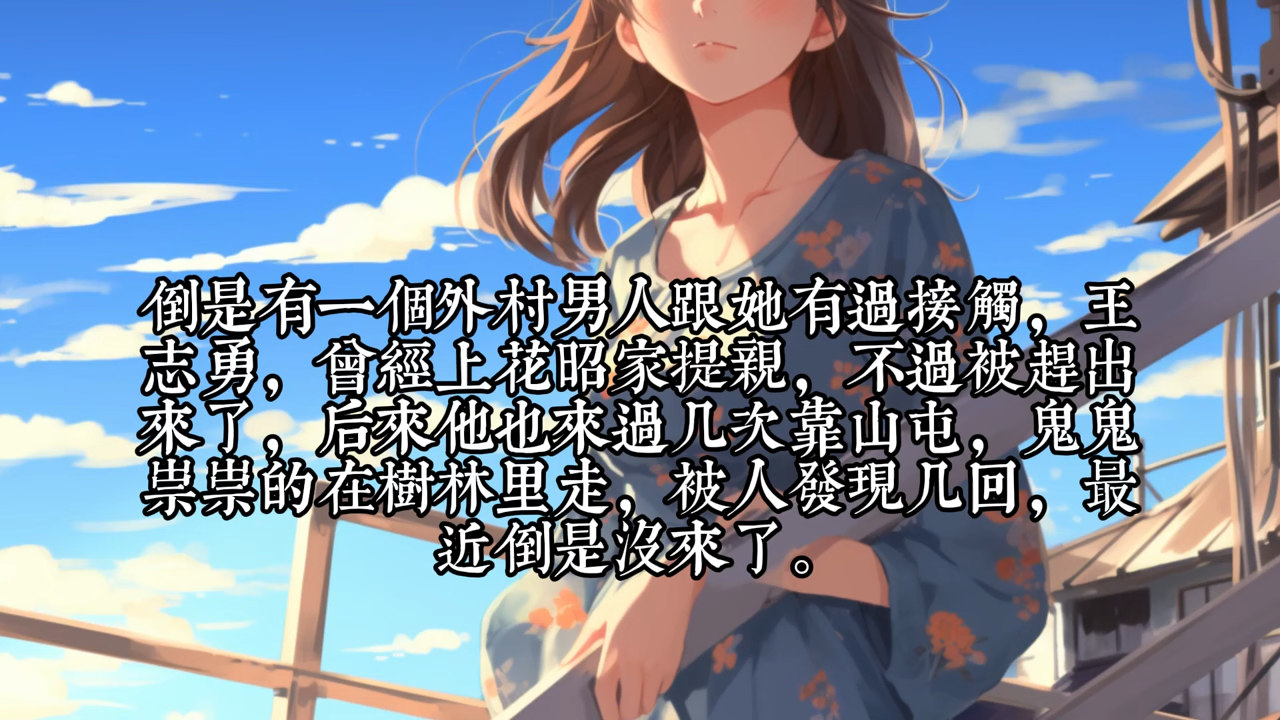 倒是有一個外村男人跟她有過接觸，王
志勇，曾經上花昭家提親，不過被趕出
來了，后來他也來過几次靠山屯，鬼鬼
祟祟的在樹林里走，被人發現几回，最
近倒是沒來了。